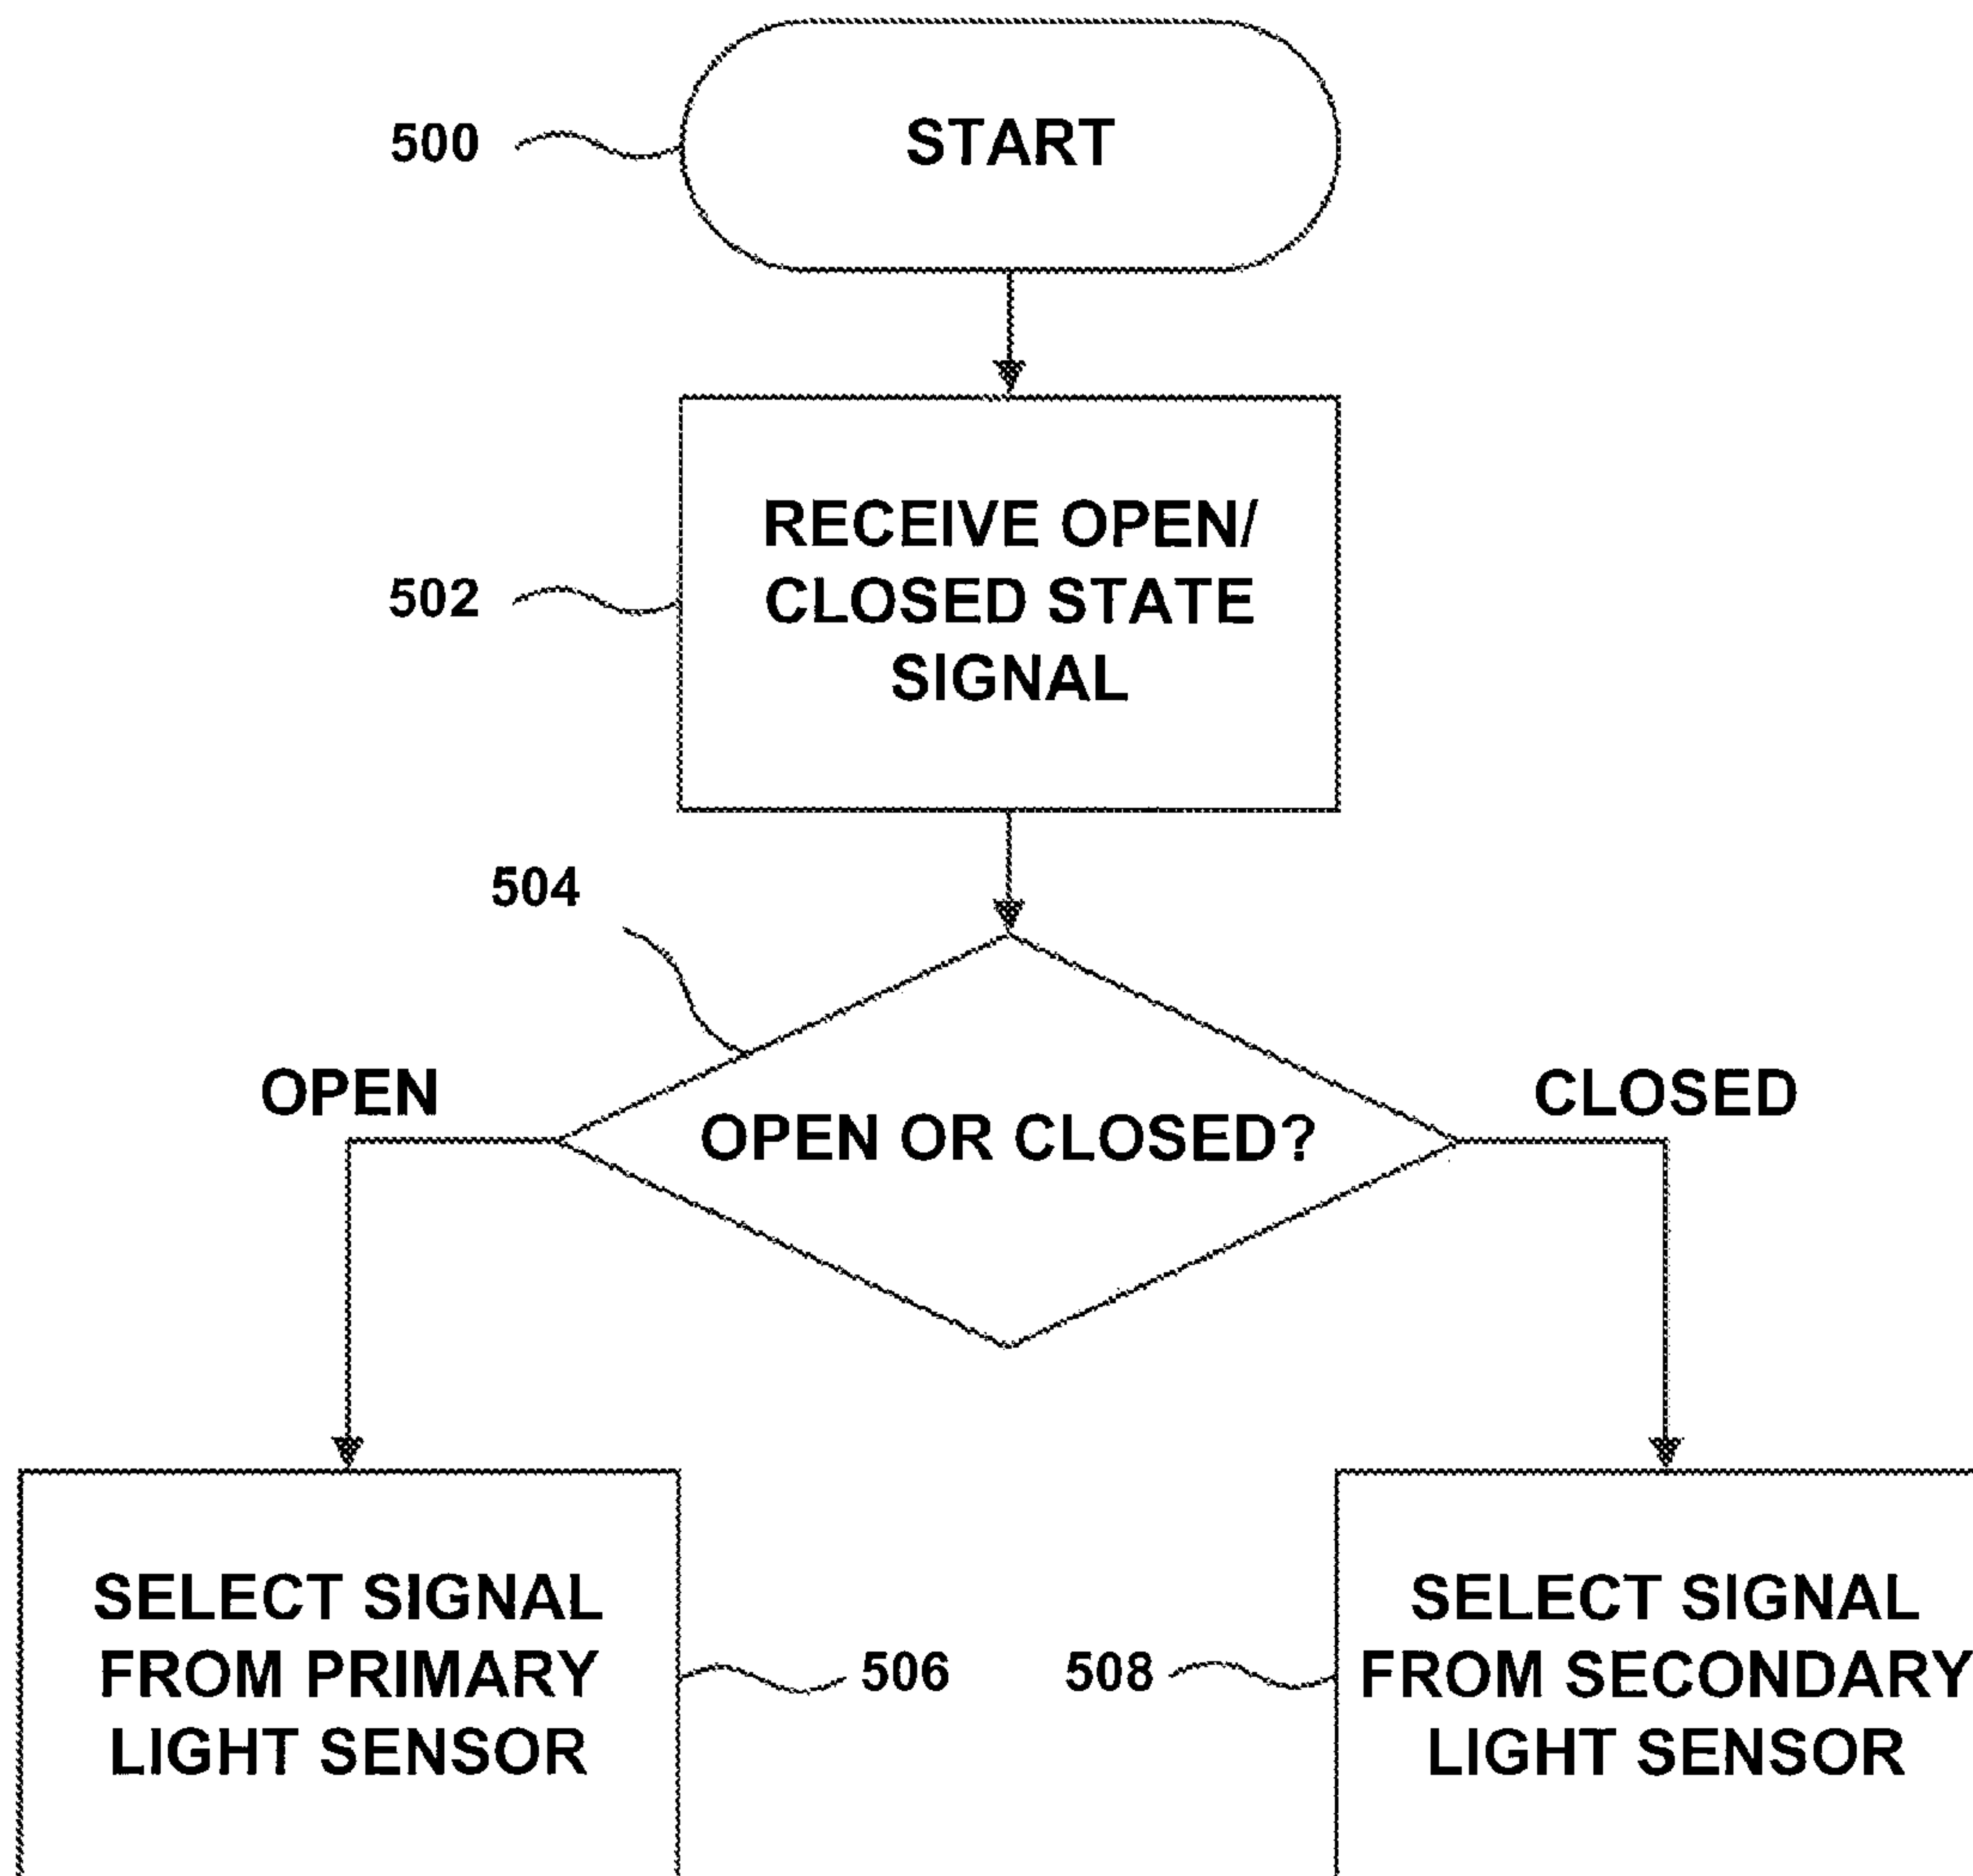 500
START
502
RECEIVE OPEN/
CLOSED STATE
SIGNAL
504
OPEN
OPEN OR CLOSED?
CLOSED
SELECT SIGNAL
FROM PRIMARY
LIGHT SENSOR
506
508
SELECT SIGNAL
FROM SECONDARY
LIGHT SENSOR